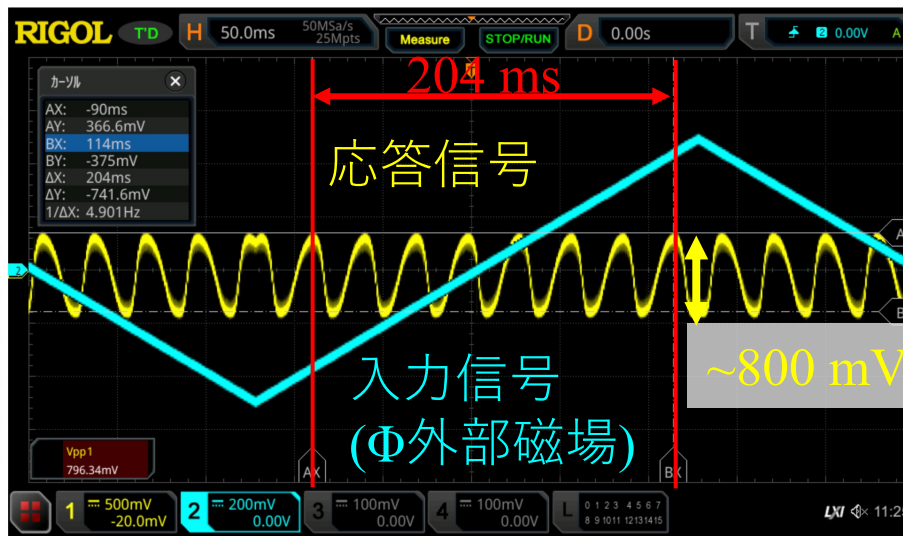 RIGOL T'D H 50.0ms 50MSa/s 25Mpts Measure STOP/RUN D 0.00s T 2 0.00V A
204 ms
T
カーソル
AX: -90ms
AY: 366.6mV
BX: 114ms
BY: -375mV
ΔX: 204ms
ΔY: -741.6mV
1/ΔX: 4.901Hz
応答信号
2
A
B
~800 mV
入力信号
(Φ外部磁場)
Vpp1
796.34mV
AX BX
1 500mV -20.0mV 2 200mV 0.00V 3 100mV 0.00V 4 100mV 0.00V L 0 1 2 3 4 5 6 7
8 9 10 11 12 13 14 15
LXI 11:25